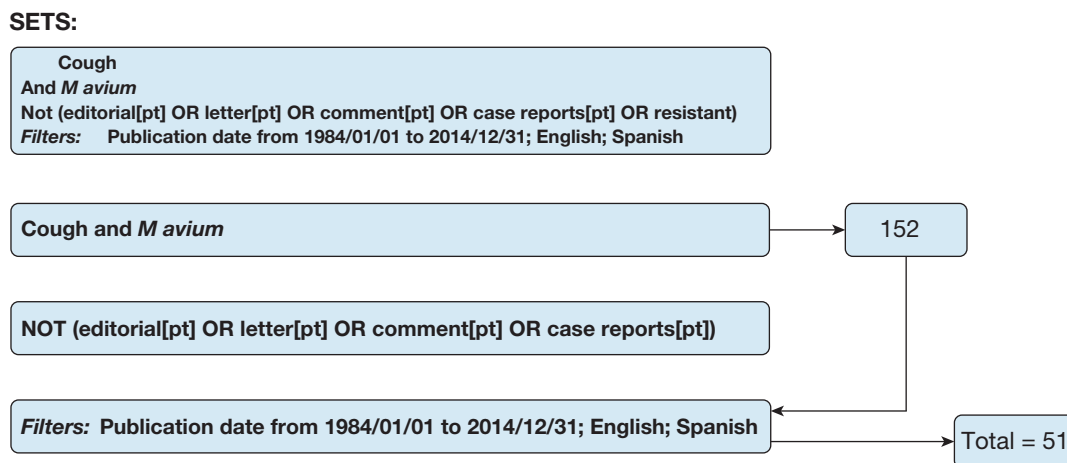 SETS:
Cough
And M avium
Not (editorial[pt] OR letter[pt] OR comment[pt] OR case reports[pt] OR resistant)
Filters: Publication date from 1984/01/01 to 2014/12/31; English; Spanish
Cough and M avium
152
NOT (editorial[pt] OR letter[pt] OR comment[pt] OR case reports[pt])
Filters: Publication date from 1984/01/01 to 2014/12/31; English; Spanish
Total = 51